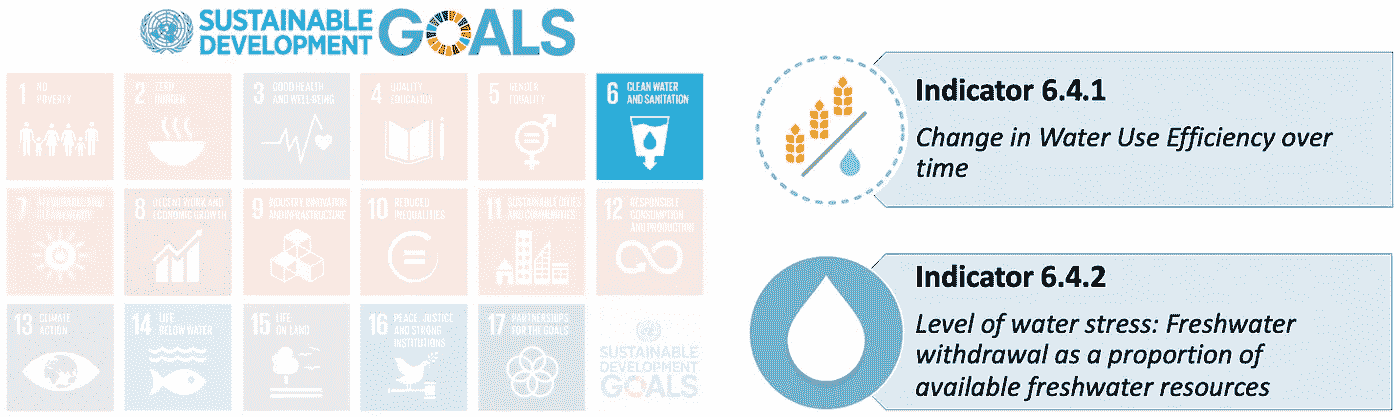 SUSTAINABLE
DEVELOPMENT
GOALS
1 NO
POVERTY
2 ZERO
HUNGER
3 GOOD HEALTH
AND WELL-BEING
4 QUALITY
EDUCATION
5 GENDER
EQUALITY
6 CLEAN WATER
AND SANITATION
7 AFFORDABLE AND
CLEAN ENERGY
8 DECENT WORK AND
ECONOMIC GROWTH
9 INDUSTRY, INNOVATION
AND INFRASTRUCTURE
10 REDUCED
INEQUALITIES
11 SUSTAINABLE CITIES
AND COMMUNITIES
12 RESPONSIBLE
CONSUMPTION
AND PRODUCTION
13 CLIMATE
ACTION
14 LIFE
BELOW WATER
15 LIFE
ON LAND
16 PEACE, JUSTICE
AND STRONG
INSTITUTIONS
17 PARTNERSHIPS
FOR THE GOALS
SUSTAINABLE
DEVELOPMENT
GOALS
Indicator 6.4.1
Change in Water Use Efficiency over
time
Indicator 6.4.2
Level of water stress: Freshwater
withdrawal as a proportion of
available freshwater resources